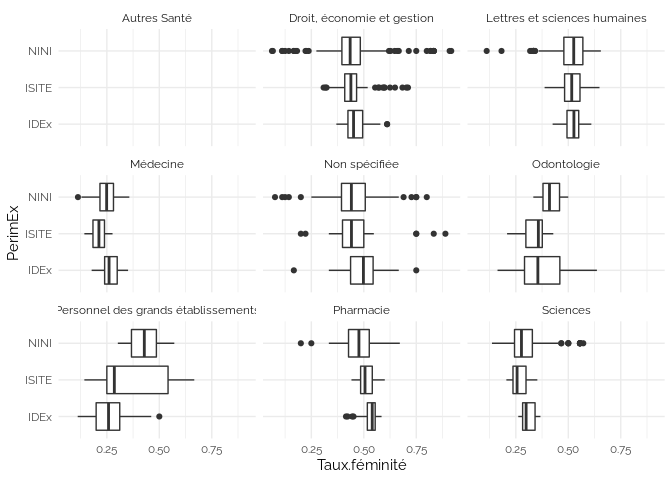 Autres Santé
Droit, économie et gestion
Lettres et sciences humaines
NINI
ISITE
IDEx
Médecine
Non spécifiée
Odontologie
PerimEx
NINI
ISITE
IDEx
Personnel des grands établissements
Pharmacie
Sciences
NINI
ISITE
IDEx
0.25 0.50 0.75 0.25 0.50 0.75 0.25 0.50 0.75
Taux.féminité